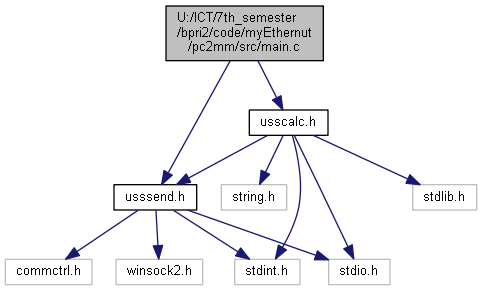 U:/ICT/7th_semester
/bpri2/code/myEthernut
/pc2mm/src/main.c
usscalc.h
usssend.h
string.h
stdlib.h
commctrl.h
winsock2.h
stdint.h
stdio.h